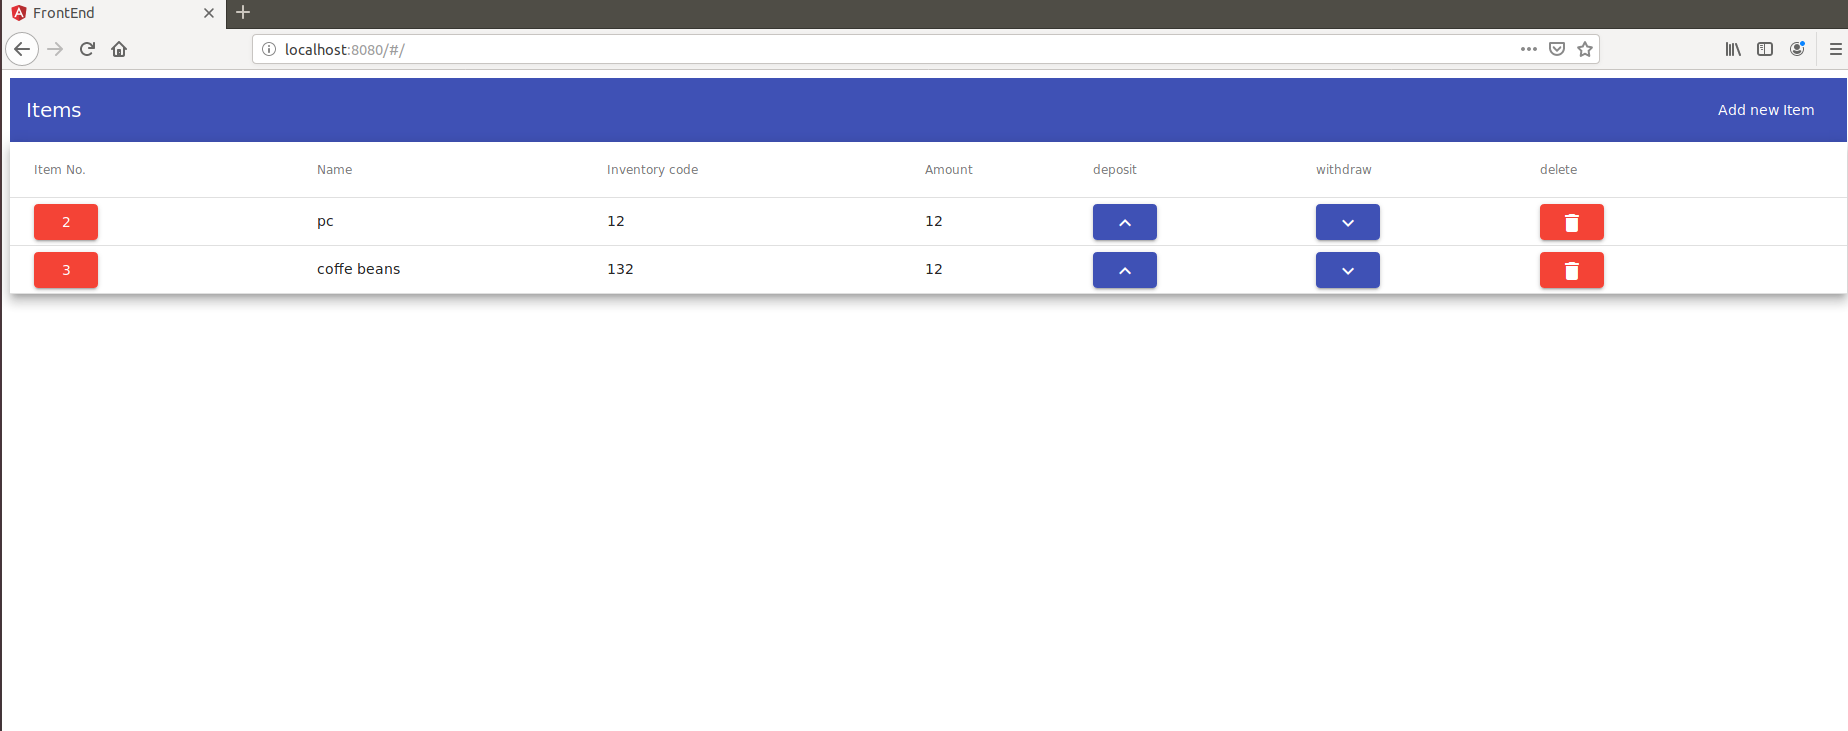 FrontEnd
localhost:8080/#/
Items Add new Item
Item No. Name Inventory code Amount deposit withdraw delete
2 pc 12 12
3 coffe beans 132 12